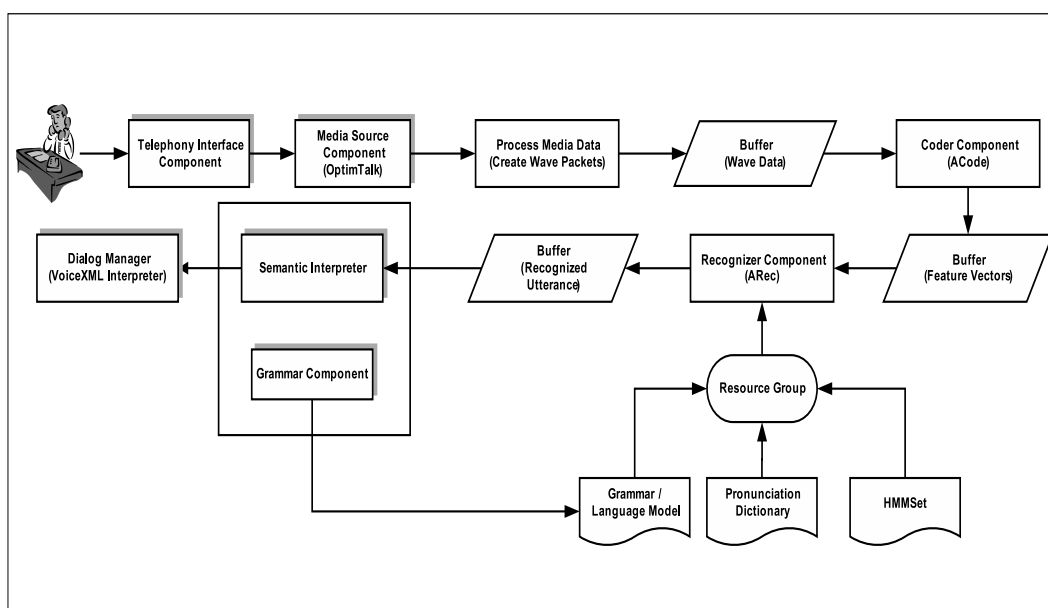 Telephony Interface
Component
Media Source
Component
(OptimTalk)
Process Media Data
(Create Wave Packets)
Buffer
(Wave Data)
Coder Component
(ACode)
Dialog Manager
(VoiceXML Interpreter)
Semantic Interpreter
Buffer
(Recognized
Utterance)
Recognizer Component
(ARec)
Buffer
(Feature Vectors)
Grammar Component
Resource Group
Grammar /
Language Model
Pronunciation
Dictionary
HMMSet